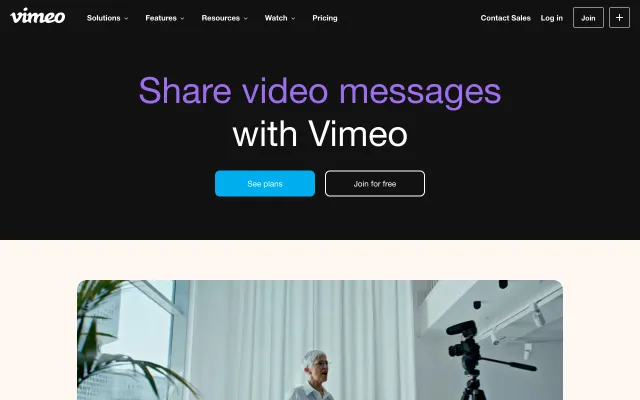 vimeo Solutions Features Resources Watch Pricing Contact Sales Log in Join +
Share video messages
with Vimeo
See plans Join for free